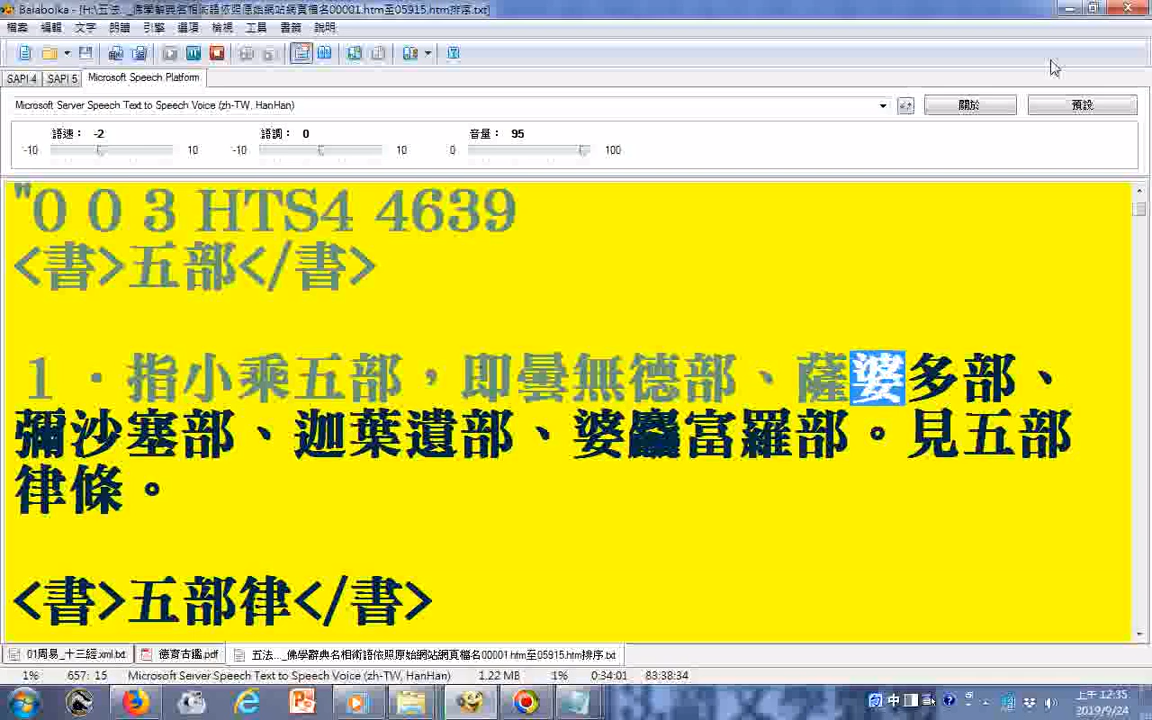 Balabolka - [H:\五法..._佛學辭典名相術語依照原始網站網頁檔名00001.htm至05915.htm排序.txt]
檔案 編輯 文字 朗讀 引擎 選項 檢視 工具 書籤 說明
SAPI 4 SAPI 5 Microsoft Speech Platform
Microsoft Server Speech Text to Speech Voice (zh-TW, HanHan) 關於 預設
語速： -2 語調： 0 音量： 95
-10 10 -10 10 0 100
"0 0 3 HTS4 4639
<書>五部</書>
1 ．指小乘五部，即曇無德部、薩婆多部、
彌沙塞部、迦葉遺部、婆麤富羅部。見五部
律條。
<書>五部律</書>
01周易_十三經.xml.txt 德育古鑑.pdf 五法..._佛學辭典名相術語依照原始網站網頁檔名00001.htm至05915.htm排序.txt
1% 657: 15 Microsoft Server Speech Text to Speech Voice (zh-TW, HanHan) 1.22 MB 1% 0:34:01 83:38:34
中 上午 12:35
2019/9/24